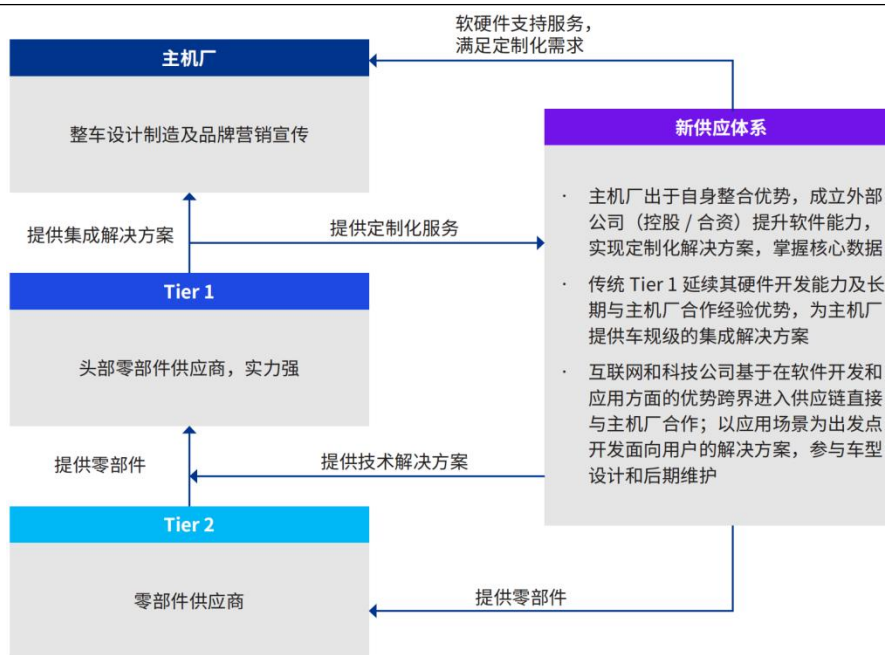 软硬件支持服务，
满足定制化需求
主机厂
整车设计制造及品牌营销宣传
提供集成解决方案
提供定制化服务
Tier 1
头部零部件供应商，实力强
提供零部件
提供技术解决方案
Tier 2
零部件供应商
提供零部件
新供应体系
· 主机厂出于自身整合优势，成立外部
公司（控股 / 合资）提升软件能力，
实现定制化解决方案，掌握核心数据
· 传统 Tier 1 延续其硬件开发能力及长
期与主机厂合作经验优势，为主机厂
提供车规级的集成解决方案
· 互联网和科技公司基于在软件开发和
应用方面的优势跨界进入供应链直接
与主机厂合作；以应用场景为出发点
开发面向用户的解决方案，参与车型
设计和后期维护